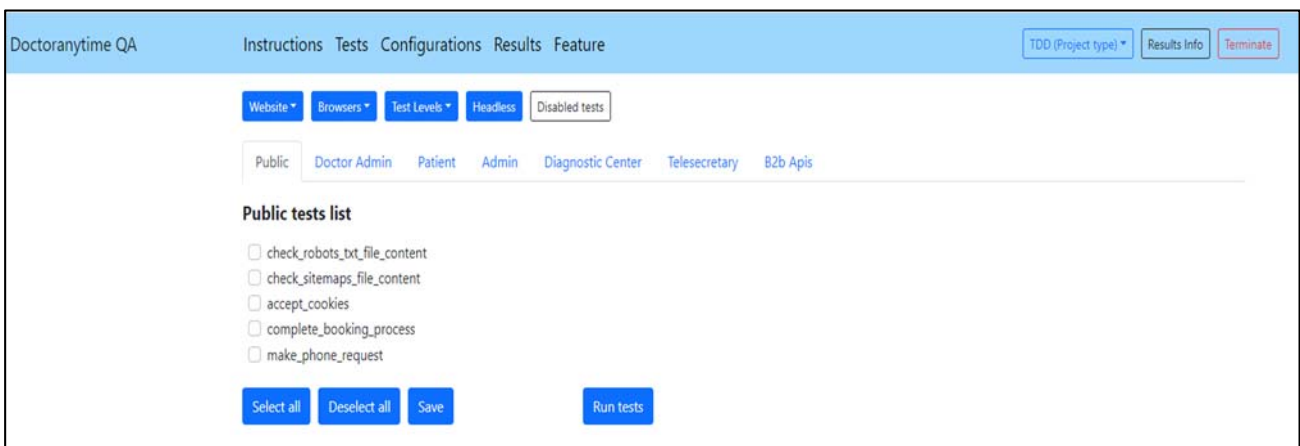 Doctoranytime QA Instructions Tests Configurations Results Feature TDD (Project type) Results Info Terminate
Website Browsers Test Levels Headless Disabled tests
Public Doctor Admin Patient Admin Diagnostic Center Telesecretary B2b Apis
Public tests list
check_robots_txt_file_content
check_sitemaps_file_content
accept_cookies
complete_booking_process
make_phone_request
Select all Deselect all Save Run tests